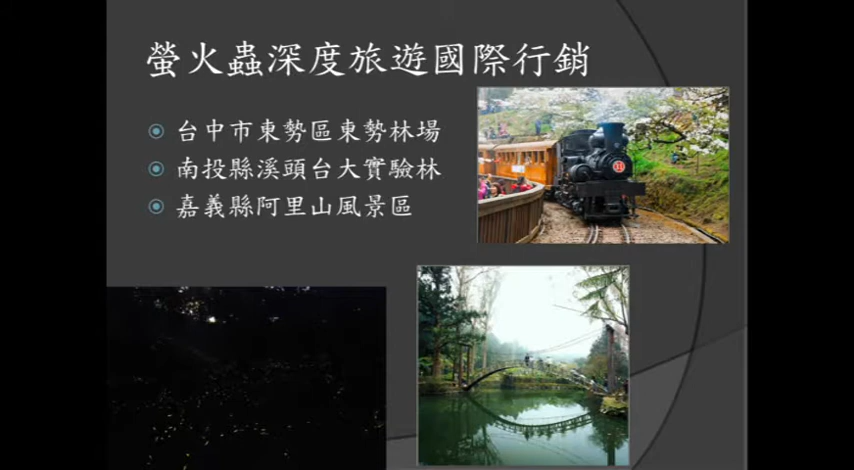 螢火蟲深度旅遊國際行銷
台中市東勢區東勢林場
南投縣溪頭台大實驗林
嘉義縣阿里山風景區
31